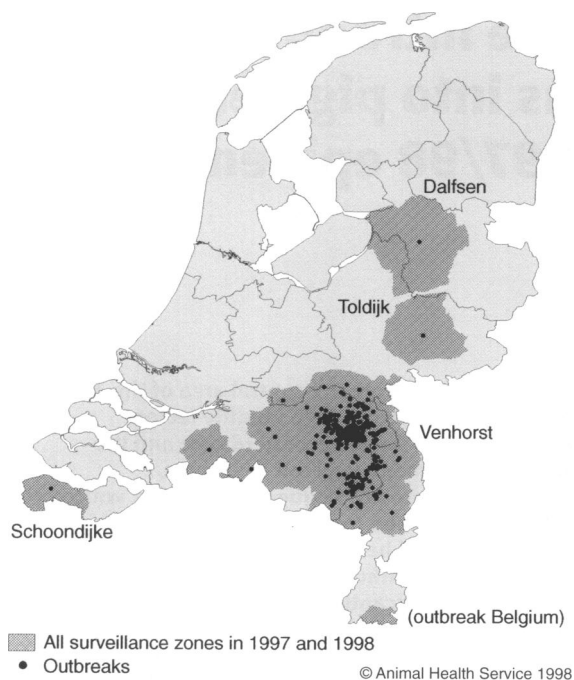 Dalfsen
Toldijk
Venhorst
Schoondijke
(outbreak Belgium)
All surveillance zones in 1997 and 1998
Outbreaks
© Animal Health Service 1998